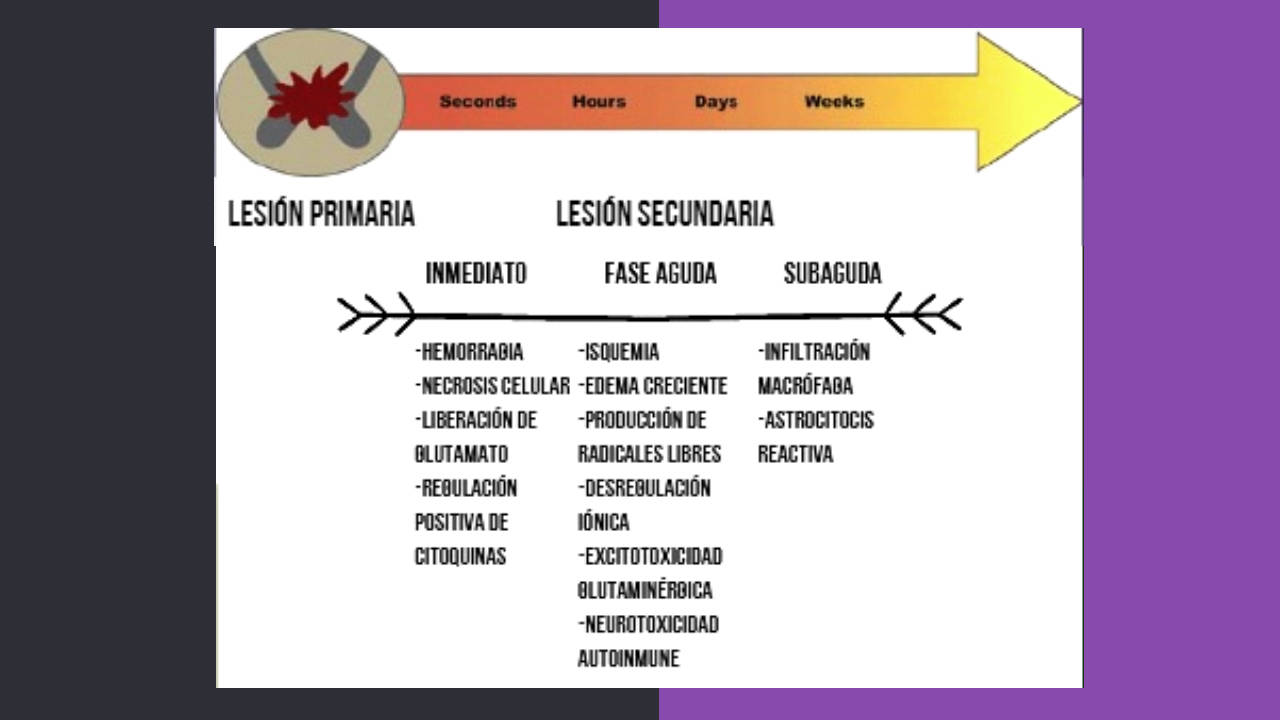 Seconds Hours Days Weeks
LESIÓN PRIMARIA
LESIÓN SECUNDARIA
INMEDIATO
FASE AGUDA
SUBAGUDA
-HEMORRAGIA
-NECROSIS CELULAR
-LIBERACIÓN DE
GLUTAMATO
-REGULACIÓN
POSITIVA DE
CITOQUINAS
-ISQUEMIA
-EDEMA CRECIENTE
-PRODUCCIÓN DE
RADICALES LIBRES
-DESREGULACIÓN
IÓNICA
-EXCITOTOXICIDAD
GLUTAMINÉRGICA
-NEUROTOXICIDAD
AUTOINMUNE
-INFILTRACIÓN
MACRÓFAGA
-ASTROCITOCIS
REACTIVA